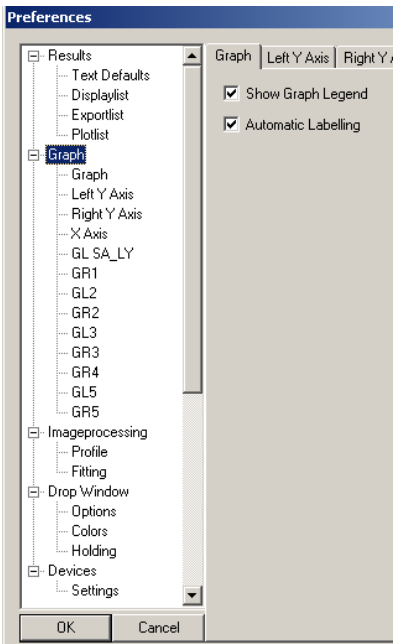 Preferences
Results
Text Defaults
Displaylist
Exportlist
Plotlist
Graph
Graph
Left Y Axis
Right Y Axis
X Axis
GL SA_LY
GR1
GL2
GR2
GL3
GR3
GR4
GL5
GR5
Imageprocessing
Profile
Fitting
Drop Window
Options
Colors
Holding
Devices
Settings
OK Cancel
Graph Left Y Axis Right Y
Show Graph Legend
Automatic Labelling